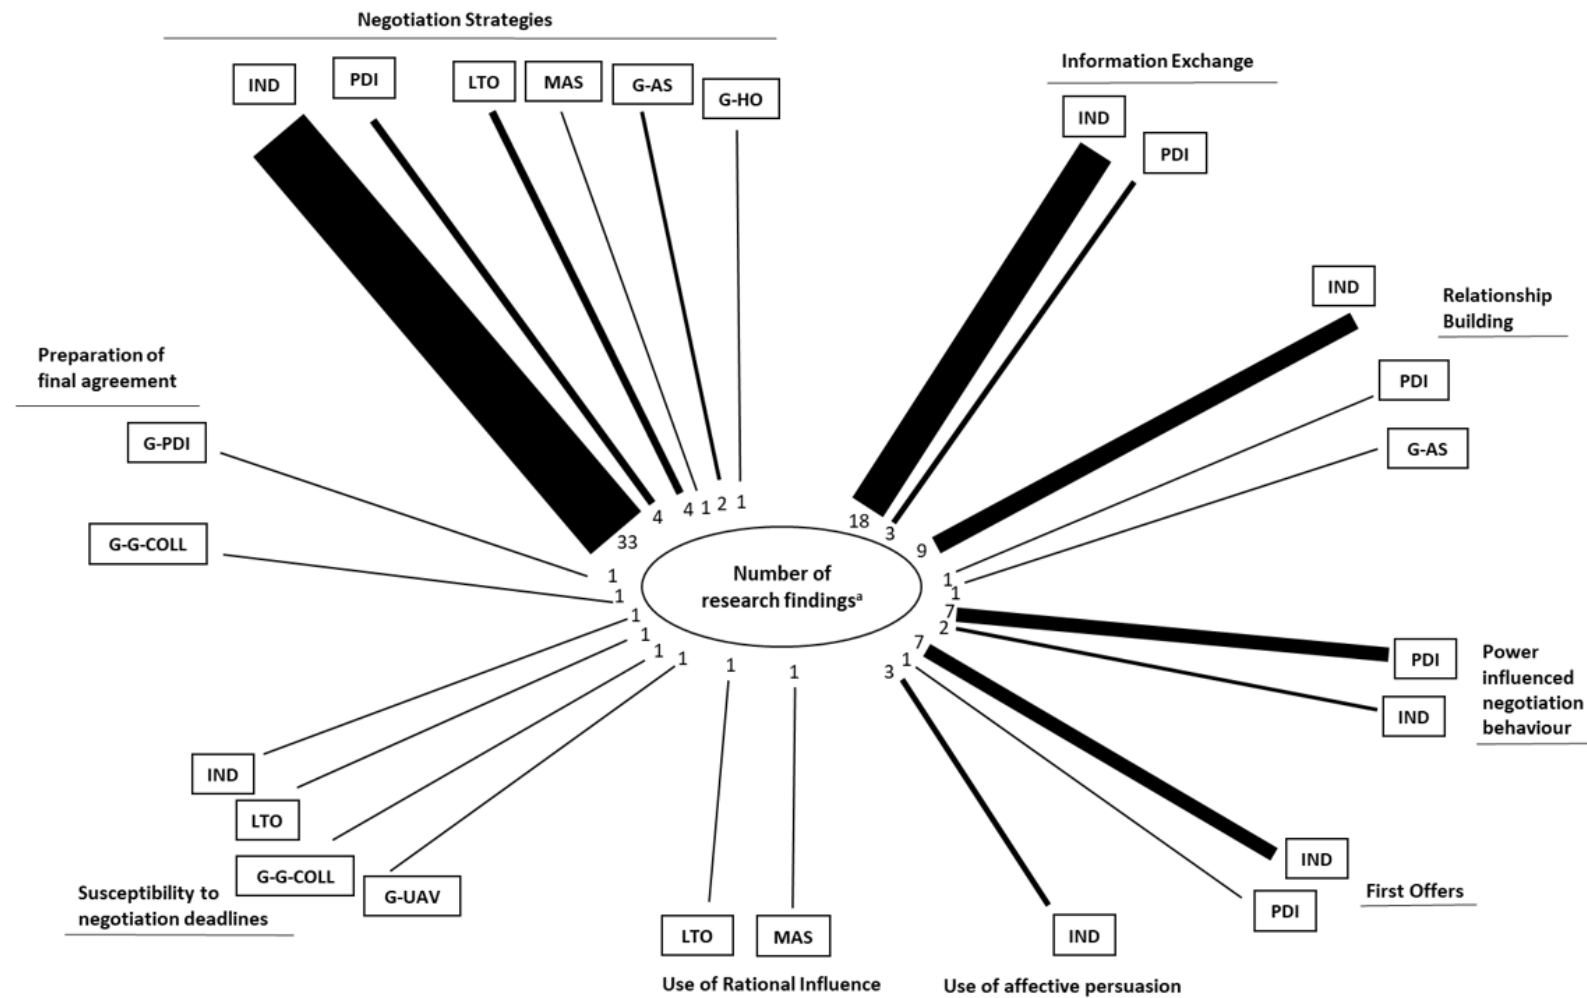 Negotiation Strategies
IND
PDI
LTO
MAS
G-AS
G-HO
Information Exchange
IND
PDI
IND
Relationship
Building
PDI
G-AS
Preparation of
final agreement
G-PDI
G-G-COLL
33
4
4
1
2
1
18
3
9
1
1
7
2
7
1
3
1
1
1
1
1
1
1
1
Number of
research findingsª
PDI
IND
Power
influenced
negotiation
behaviour
IND
PDI
First Offers
IND
LTO
G-G-COLL
G-UAV
Susceptibility to
negotiation deadlines
LTO
MAS
Use of Rational Influence
IND
Use of affective persuasion